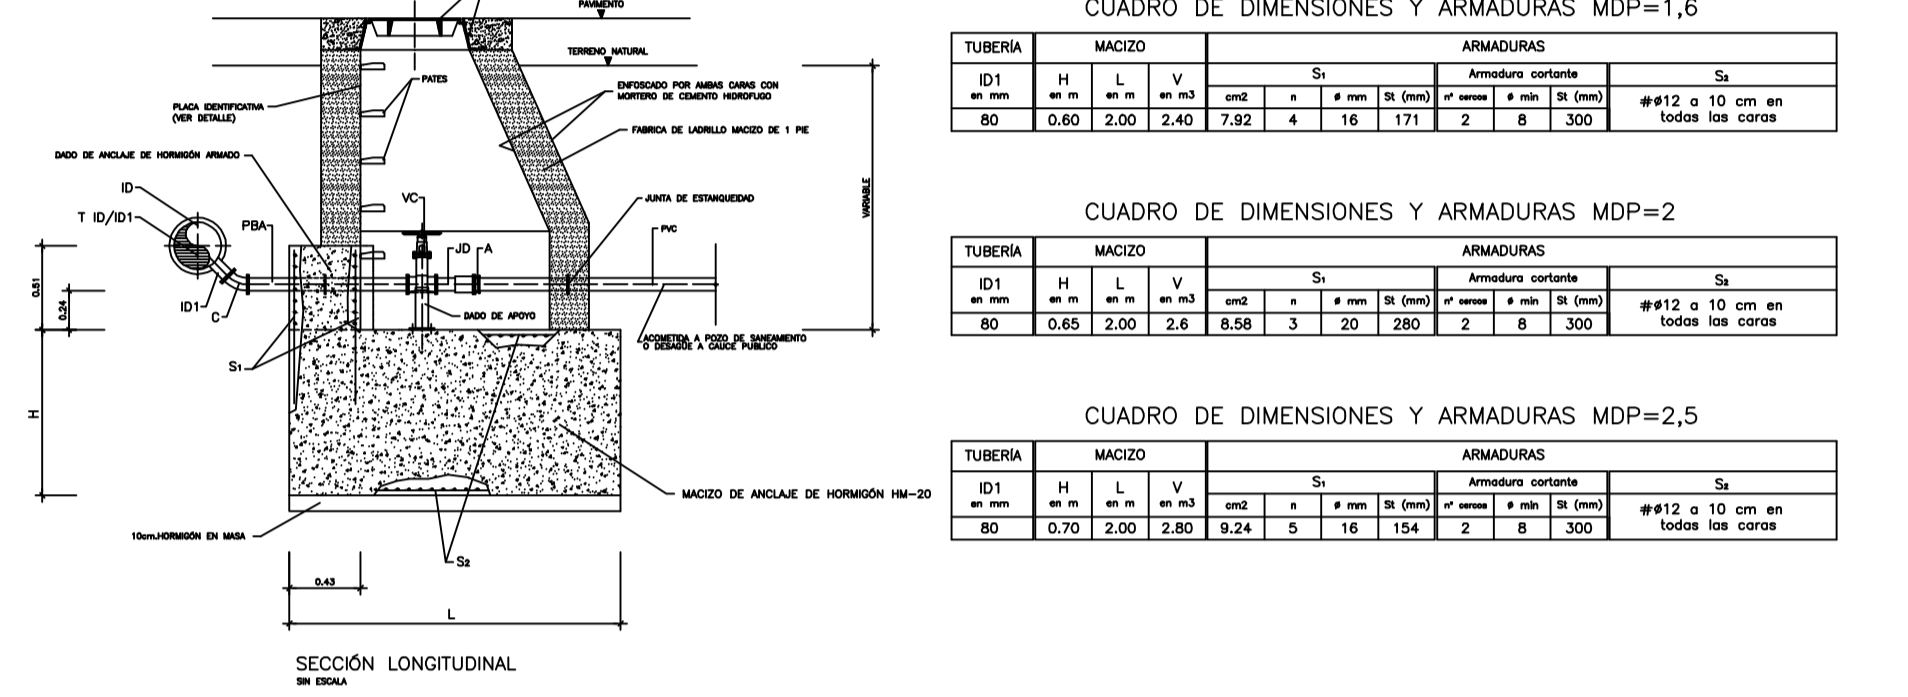 PAVIMENTO
TERRENO NATURAL
PATES
ENFOSCADO POR AMBAS CARAS CON
MORTERO DE CEMENTO HIDROFUGO
PLACA IDENTIFICATIVA
(VER DETALLE)
FABRICA DE LADRILLO MACIZO DE 1 PIE
DADO DE ANCLAJE DE HORMIGÓN ARMADO
ID
T ID/ID1
PBA
VC
JUNTA DE ESTANQUEIDAD
PVC
VARIABLE
JD
A
0.51
0.24
ID1
C
DADO DE APOYO
ACOMETIDA A POZO DE SANEAMIENTO
O DESAGÜE A CAUCE PUBLICO
S1
H
MACIZO DE ANCLAJE DE HORMIGÓN HM-20
10cm.HORMIGÓN EN MASA
S2
0.43
L
SECCIÓN LONGITUDINAL
SIN ESCALA
CUADRO DE DIMENSIONES Y ARMADURAS MDP=1,6
TUBERÍA MACIZO ARMADURAS
ID1 H L V S1 Armadura cortante S2
en mm en m en m en m3 cm2 n ø mm St (mm) n° cercos ø min St (mm) #ø12 a 10 cm en
todas las caras
80 0.60 2.00 2.40 7.92 4 16 171 2 8 300
CUADRO DE DIMENSIONES Y ARMADURAS MDP=2
TUBERÍA MACIZO ARMADURAS
ID1 H L V S1 Armadura cortante S2
en mm en m en m en m3 cm2 n ø mm St (mm) n° cercos ø min St (mm) #ø12 a 10 cm en
todas las caras
80 0.65 2.00 2.6 8.58 3 20 280 2 8 300
CUADRO DE DIMENSIONES Y ARMADURAS MDP=2,5
TUBERÍA MACIZO ARMADURAS
ID1 H L V S1 Armadura cortante S2
en mm en m en m en m3 cm2 n ø mm St (mm) n° cercos ø min St (mm) #ø12 a 10 cm en
todas las caras
80 0.70 2.00 2.80 9.24 5 16 154 2 8 300